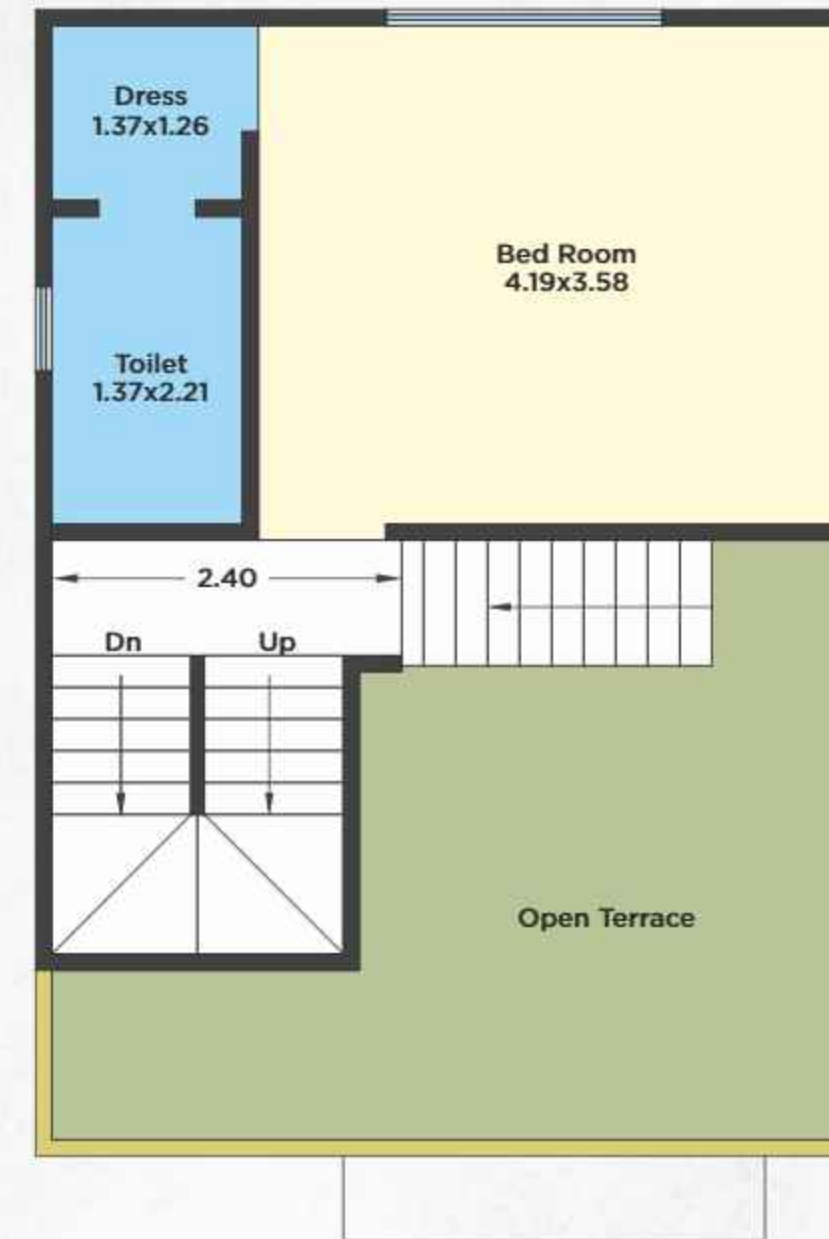 Dress
1.37x1.26
Bed Room
4.19x3.58
Toilet
1.37x2.21
2.40
Dn
Up
Open Terrace